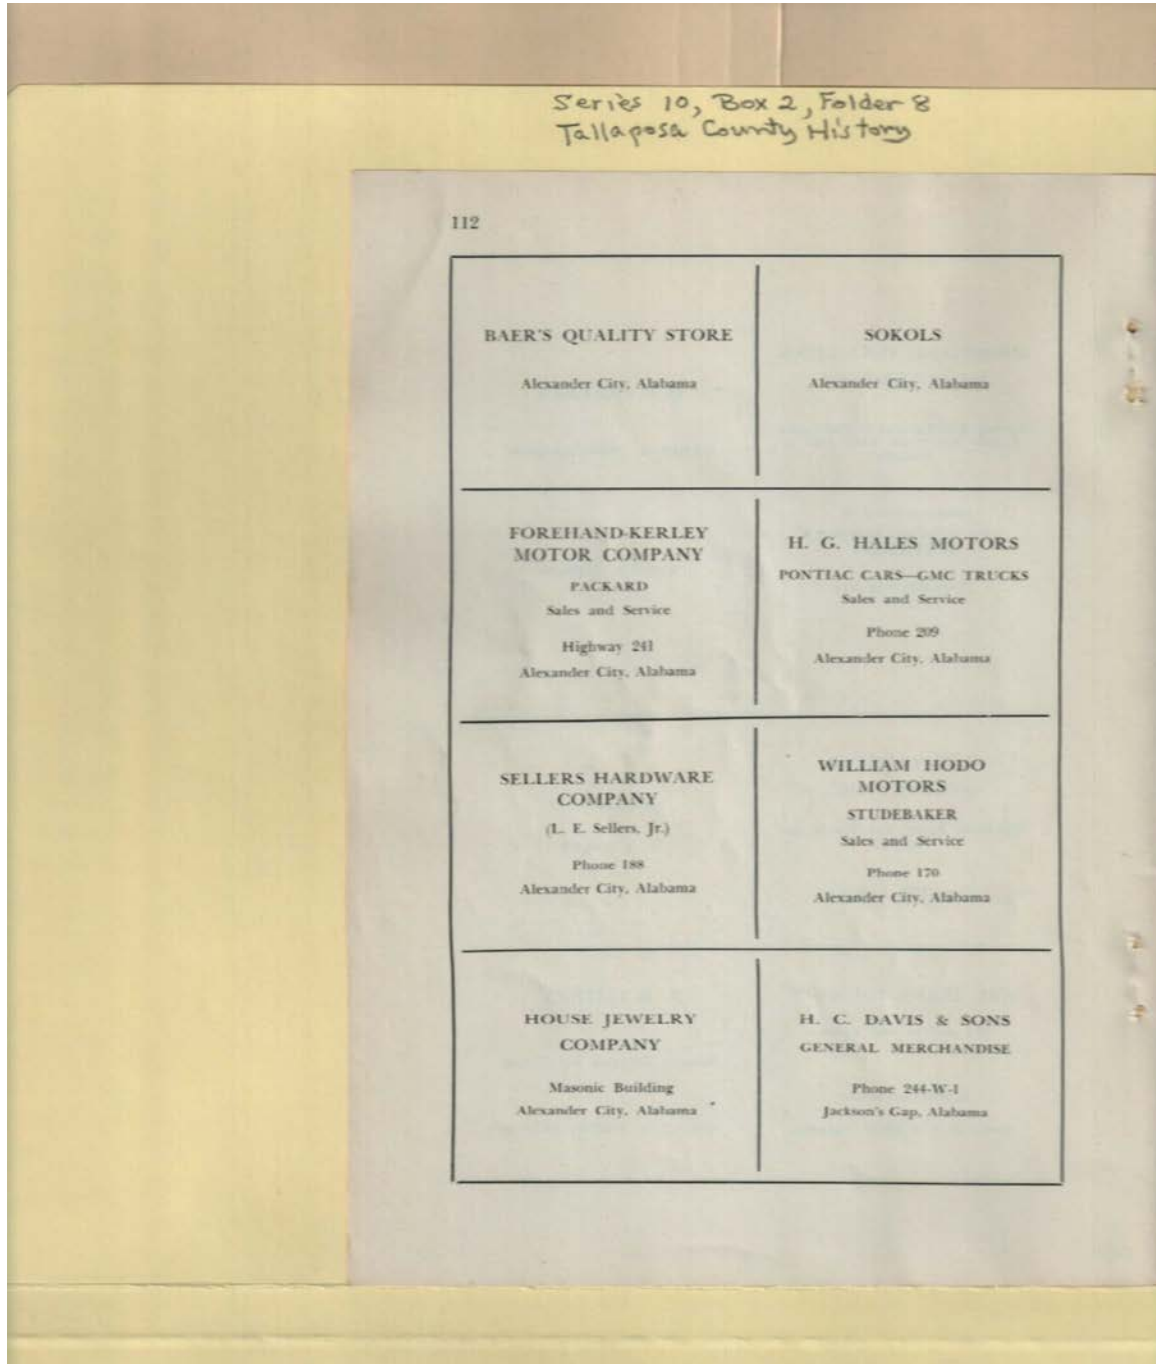 Series 10, Box 2, Folder 8
Tallaposa County History
112
BAER'S QUALITY STORE
Alexander City, Alabama
SOKOLS
Alexander City, Alabama
FOREHAND-KERLEY
MOTOR COMPANY
PACKARD
Sales and Service
Highway 241
Alexander City, Alabama
H. G. HALES MOTORS
PONTIAC CARS—GMC TRUCKS
Sales and Service
Phone 209
Alexander City, Alabama
SELLERS HARDWARE
COMPANY
(L. E. Sellers, Jr.)
Phone 188
Alexander City, Alabama
WILLIAM HODO
MOTORS
STUDEBAKER
Sales and Service
Phone 170
Alexander City, Alabama
HOUSE JEWELRY
COMPANY
Masonic Building
Alexander City, Alabama
H. C. DAVIS & SONS
GENERAL MERCHANDISE
Phone 244-W-1
Jackson's Gap, Alabama